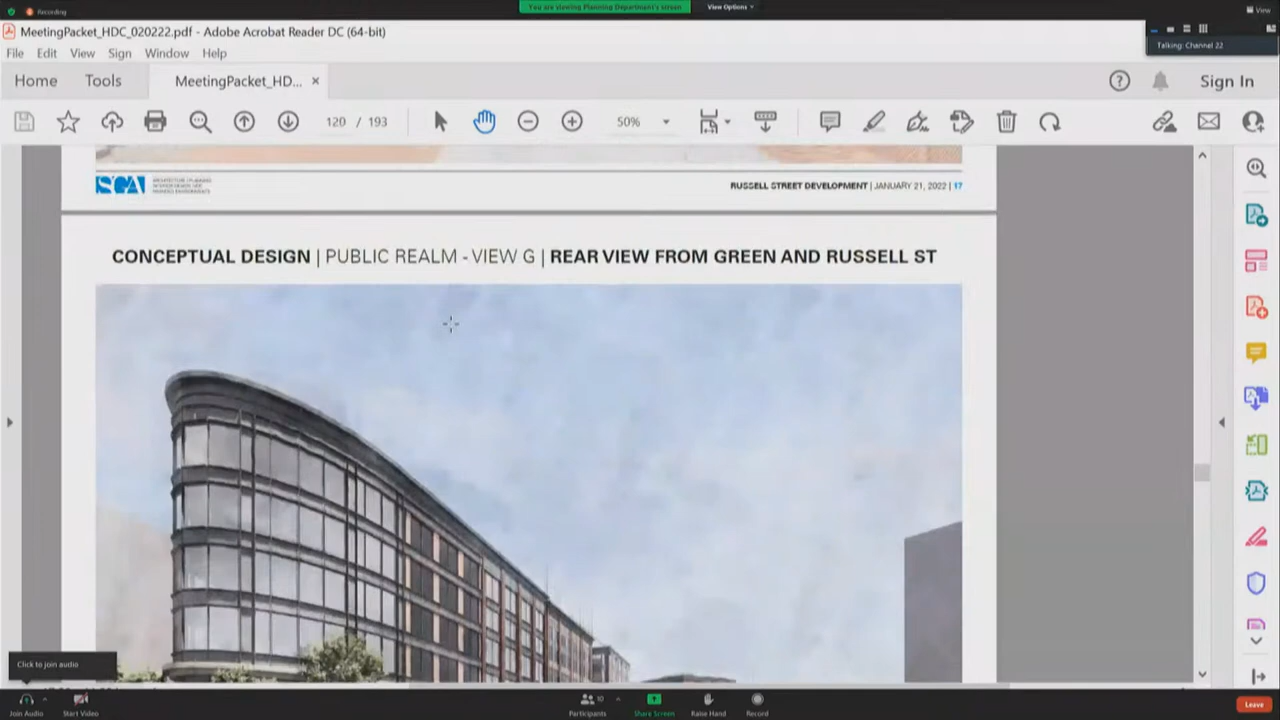 Recording
You are viewing Planning Department's screen
View Options
View
MeetingPacket_HDC_020222.pdf - Adobe Acrobat Reader DC (64-bit)
Talking: Channel 22
File Edit View Sign Window Help
Home Tools MeetingPacket_HD... × Sign In
120 / 193 50%
SCA
RUSSELL STREET DEVELOPMENT | JANUARY 21, 2022 | 17
CONCEPTUAL DESIGN | PUBLIC REALM - VIEW G | REAR VIEW FROM GREEN AND RUSSELL ST
Click to join audio
Join Audio Start Video Participants 10 Share Screen Raise Hand Record Leave